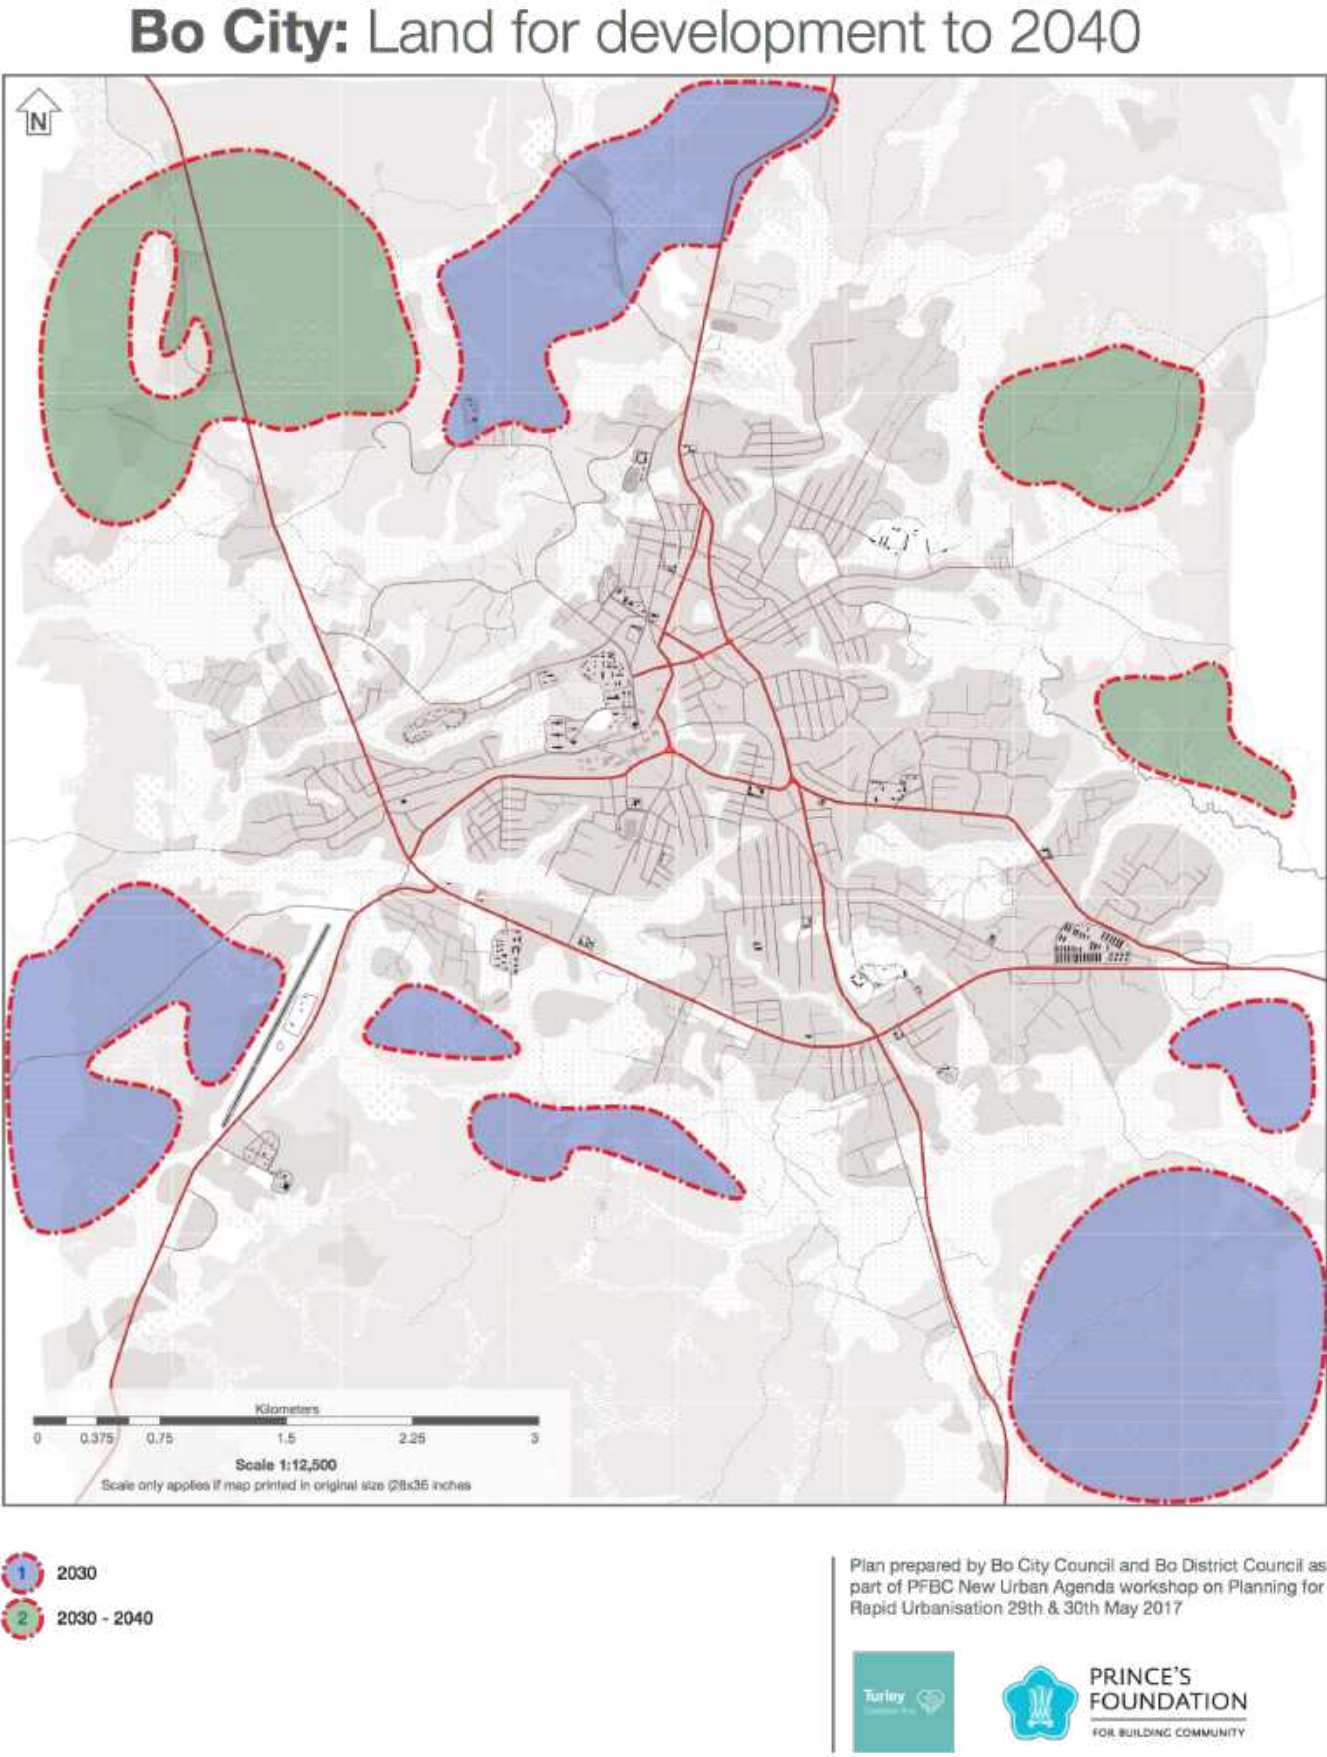 Bo City: Land for development to 2040
N
Kilometers
0 0.375 0.75 1.5 2.25 3
Scale 1:12,500
Scale only applies if map printed in original size (28x36 inches
1 2030
2 2030 - 2040
Plan prepared by Bo City Council and Bo District Council as
part of PFBC New Urban Agenda workshop on Planning for
Rapid Urbanisation 29th & 30th May 2017
Turley
PRINCE'S
FOUNDATION
FOR BUILDING COMMUNITY